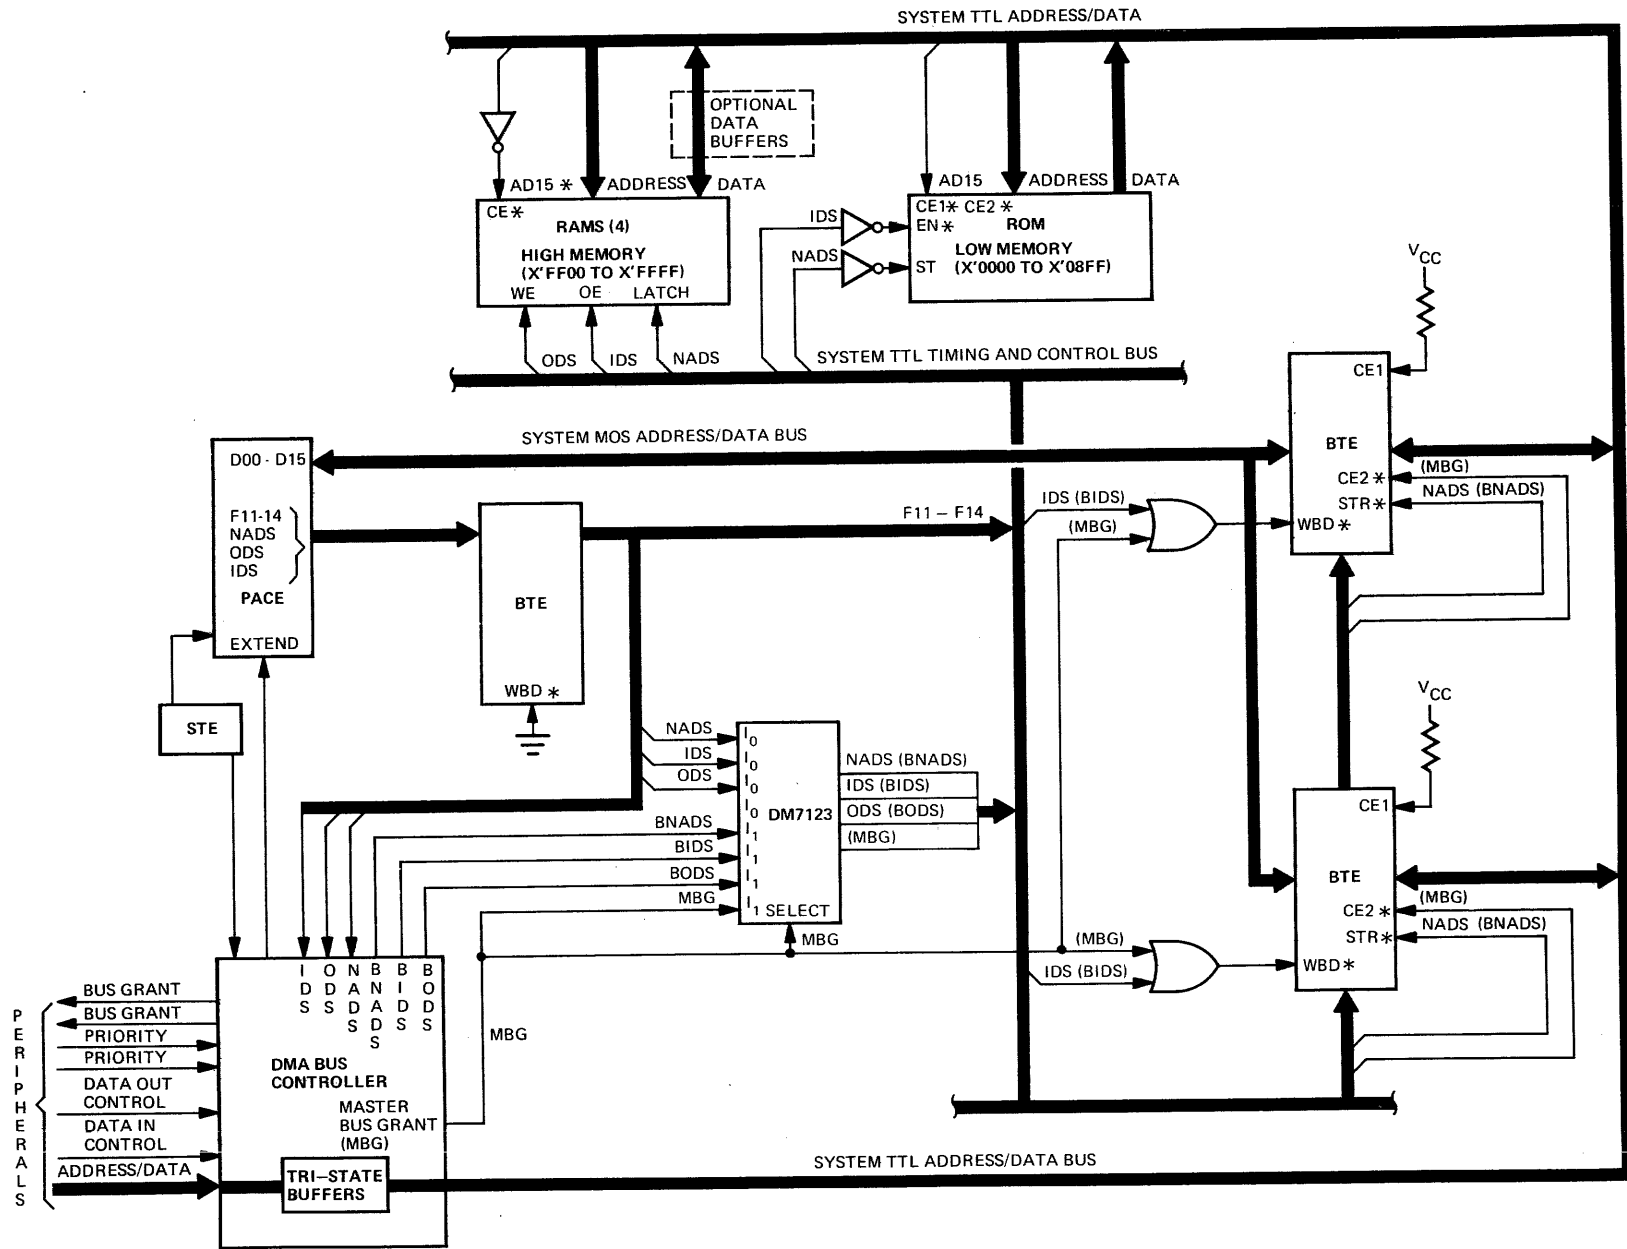 SYSTEM TTL ADDRESS/DATA
OPTIONAL
DATA
BUFFERS
AD15 *
ADDRESS
DATA
CE*
RAMS (4)
HIGH MEMORY
(X'FF00 TO X'FFFF)
WE
OE
LATCH
ODS
IDS
NADS
AD15
ADDRESS
DATA
CE1* CE2 *
EN*
ROM
LOW MEMORY
(X'0000 TO X'08FF)
ST
IDS
NADS
SYSTEM TTL TIMING AND CONTROL BUS
VCC
CE1
BTE
CE2*
STR*
WBD*
(MBG)
NADS (BNADS)
SYSTEM MOS ADDRESS/DATA BUS
D00 - D15
F11-14
NADS
ODS
IDS
PACE
EXTEND
STE
BTE
WBD *
F11 – F14
IDS (BIDS)
(MBG)
NADS
IDS
ODS
BNADS
BIDS
BODS
MBG
I0
I0
I0
I0
I1
I1
I1
I1
DM7123
SELECT
NADS (BNADS)
IDS (BIDS)
ODS (BODS)
(MBG)
MBG
VCC
CE1
BTE
CE2*
STR*
WBD*
(MBG)
NADS (BNADS)
(MBG)
IDS (BIDS)
PERIPHERALS
BUS GRANT
BUS GRANT
PRIORITY
PRIORITY
DATA OUT
CONTROL
DATA IN
CONTROL
ADDRESS/DATA
IDS
ODS
NADS
BNADS
BIDS
BODS
DMA BUS
CONTROLLER
MASTER
BUS GRANT
(MBG)
MBG
TRI–STATE
BUFFERS
SYSTEM TTL ADDRESS/DATA BUS